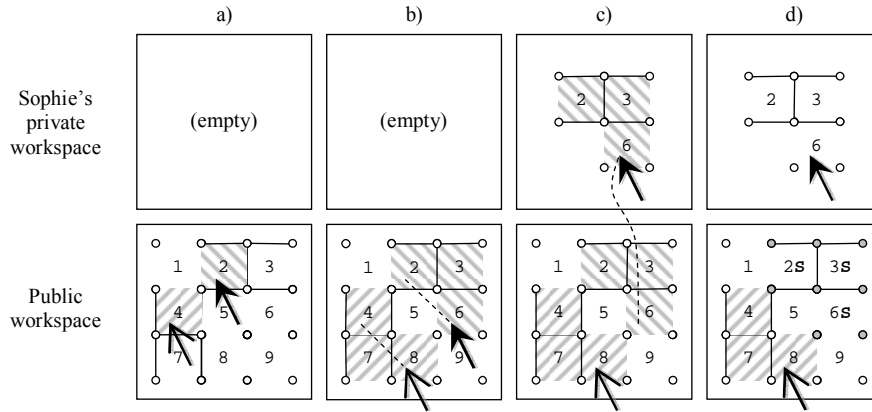 a) b) c) d)
Sophie's
private
workspace
(empty) (empty)
2 3
6
2 3
6
Public
workspace
1 2 3
4 5 6
7 8 9
1 2 3
4 5 6
7 8 9
1 2 3
4 5 6
7 8 9
1 2s 3s
4 5 6s
7 8 9